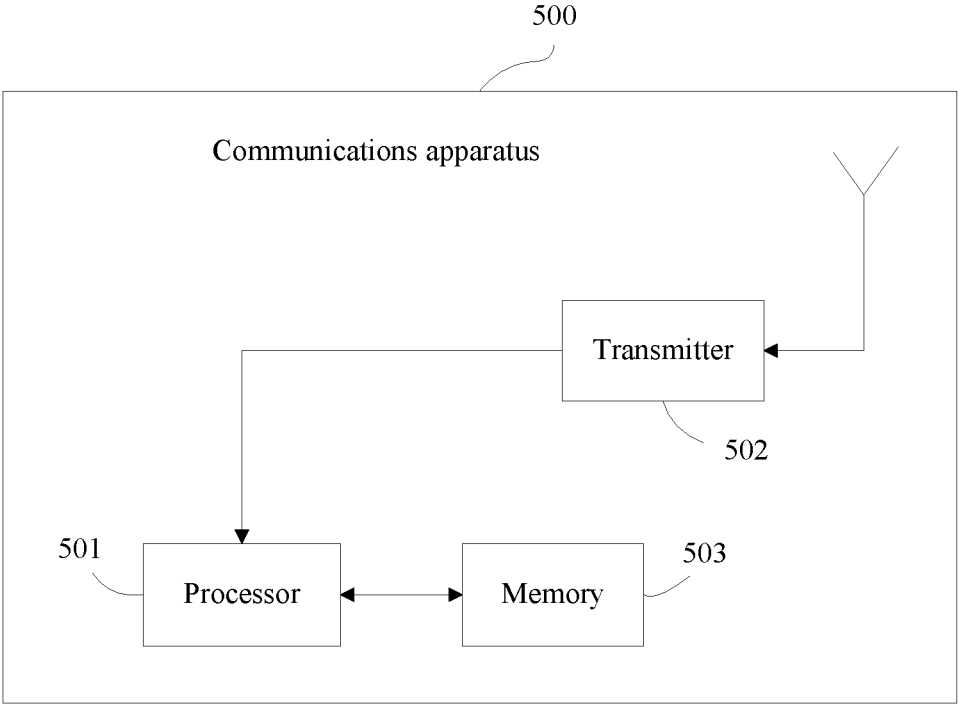 500
Communications apparatus
Transmitter
502
501
Processor
Memory
503